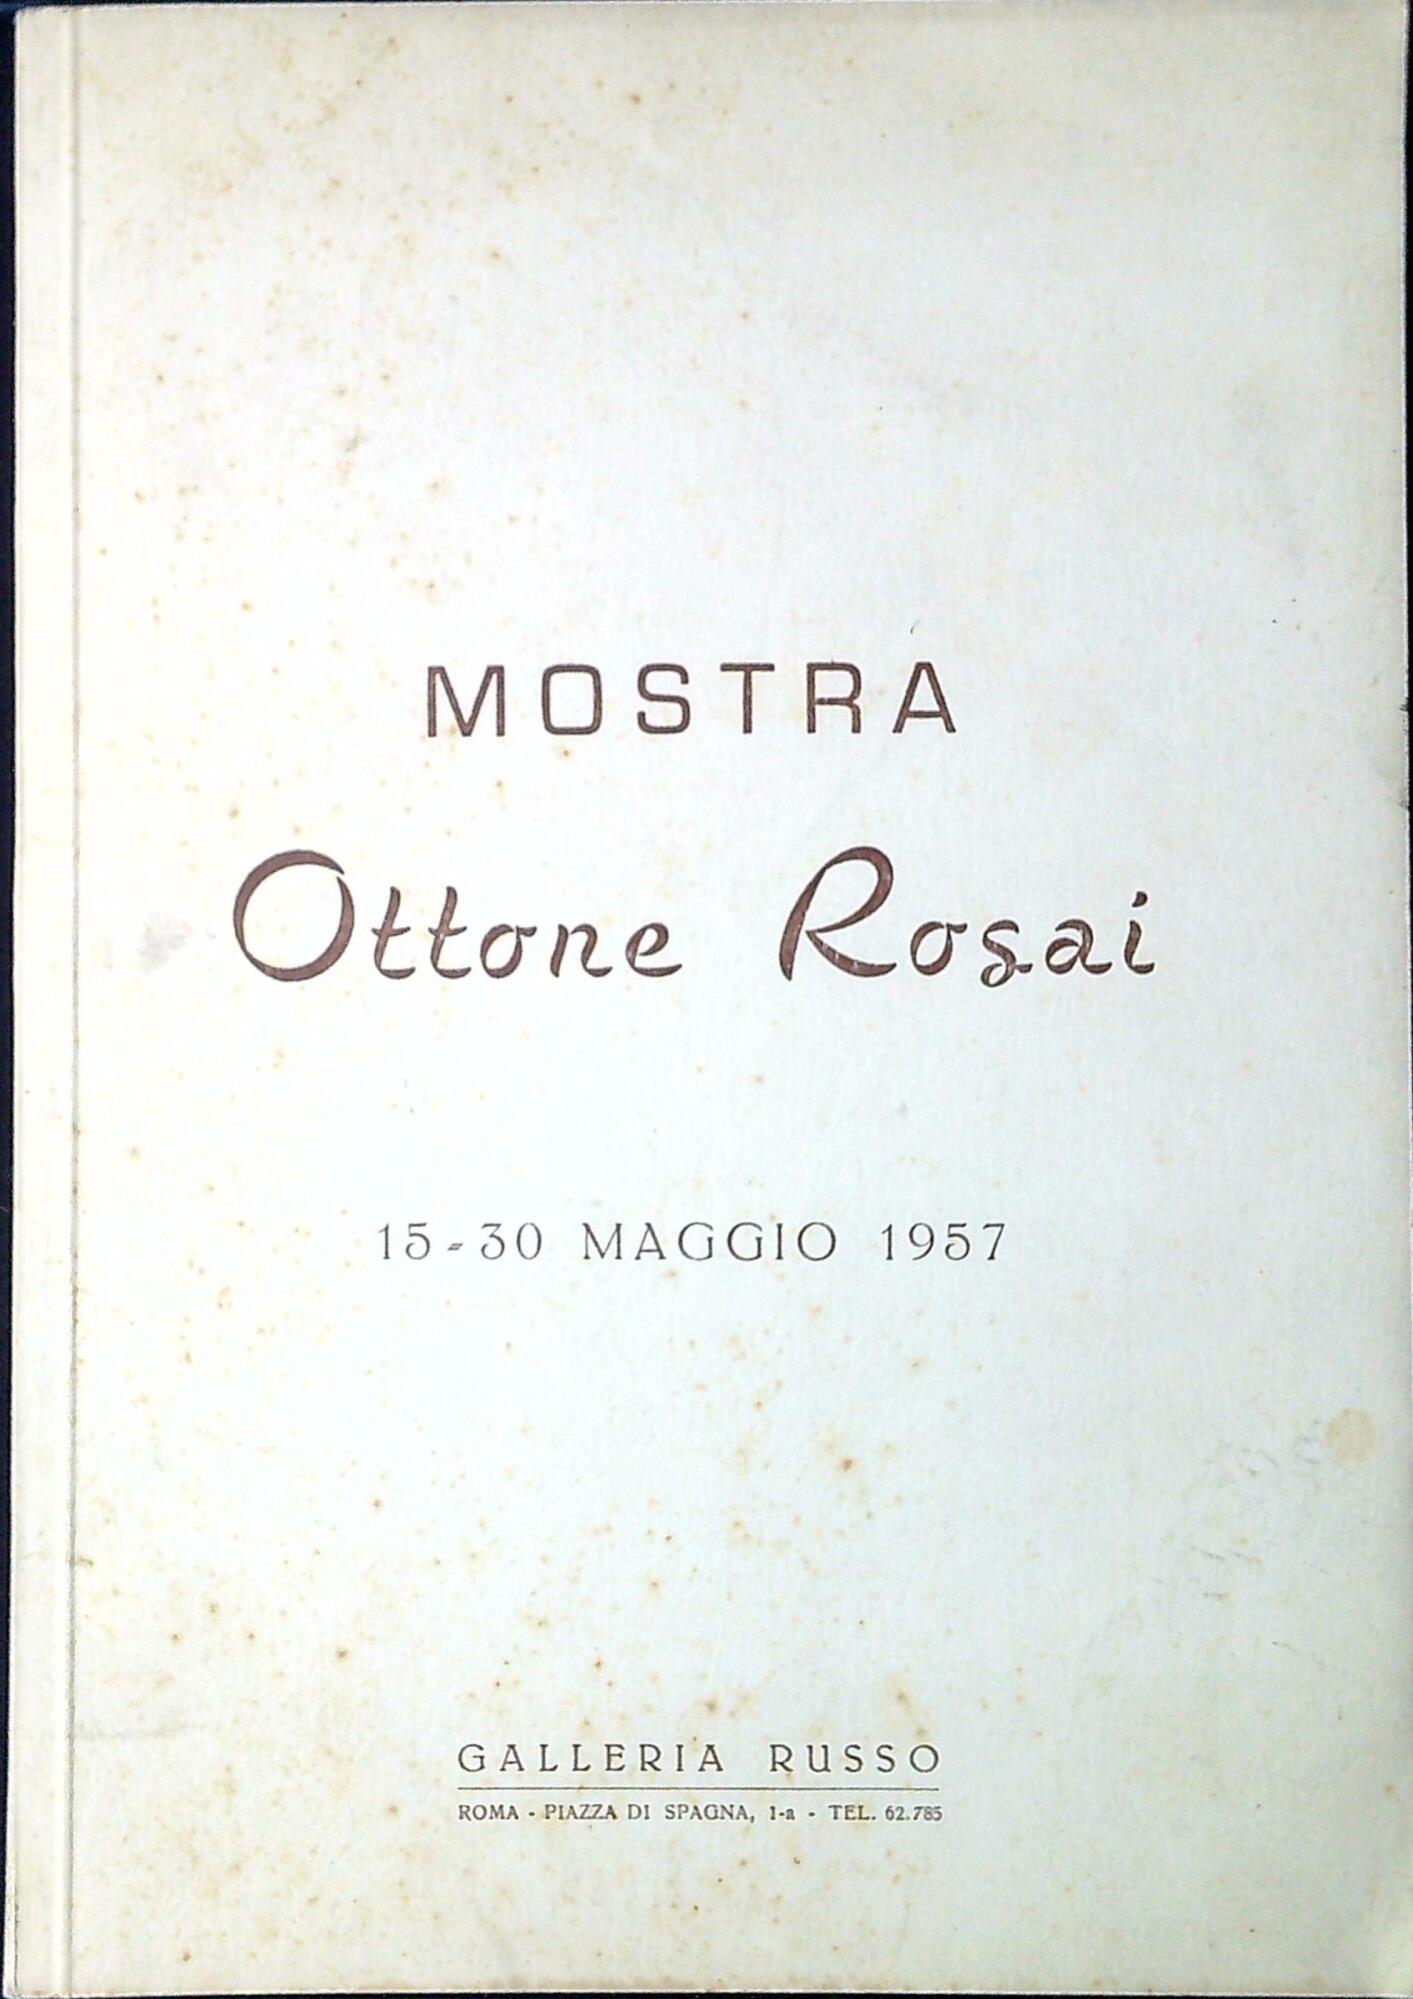 MOSTRA
Ottone Rosai
15-30 MAGGIO 1957
GALLERIA RUSSO
ROMA - PIAZZA DI SPAGNA, 1-a - TEL. 62.785